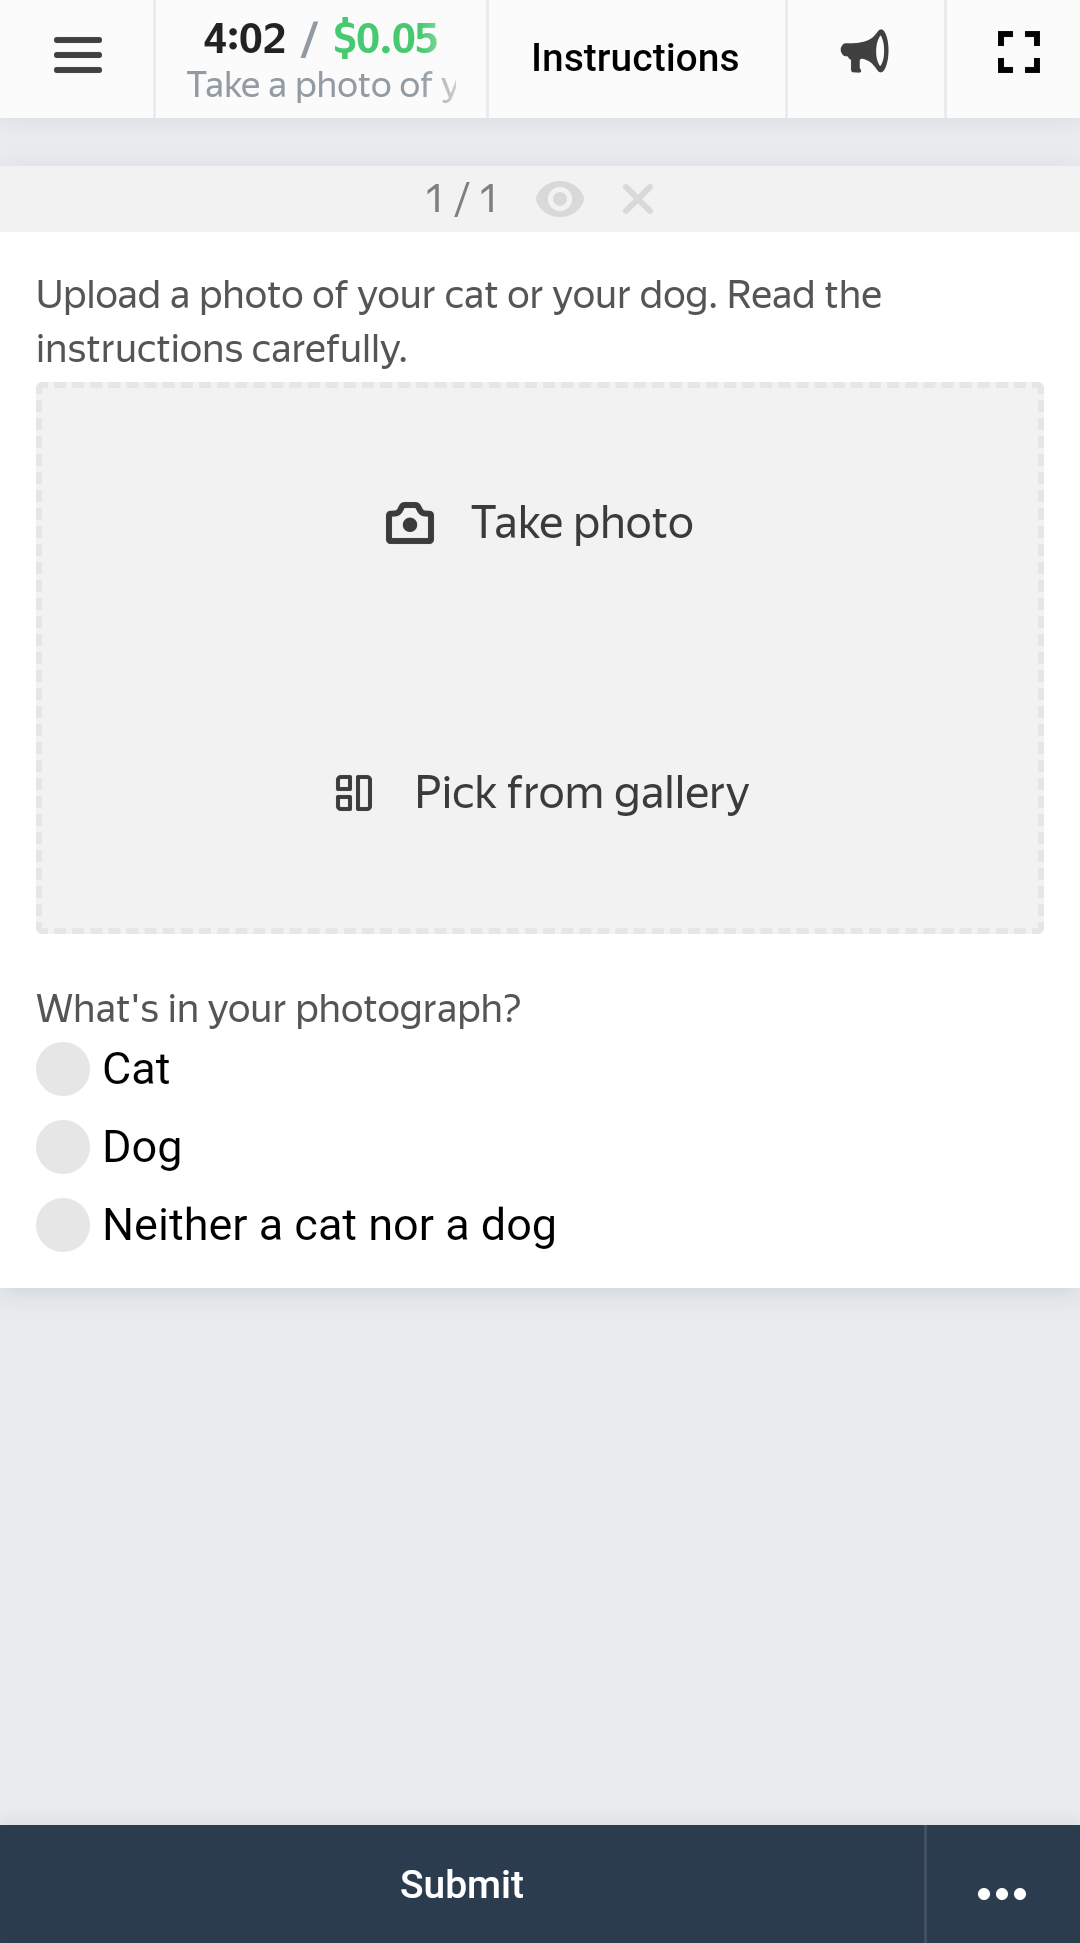 4:02 / $0.05
Take a photo of y
Instructions
1 / 1
Upload a photo of your cat or your dog. Read the
instructions carefully.
Take photo
Pick from gallery
What's in your photograph?
Cat
Dog
Neither a cat nor a dog
Submit